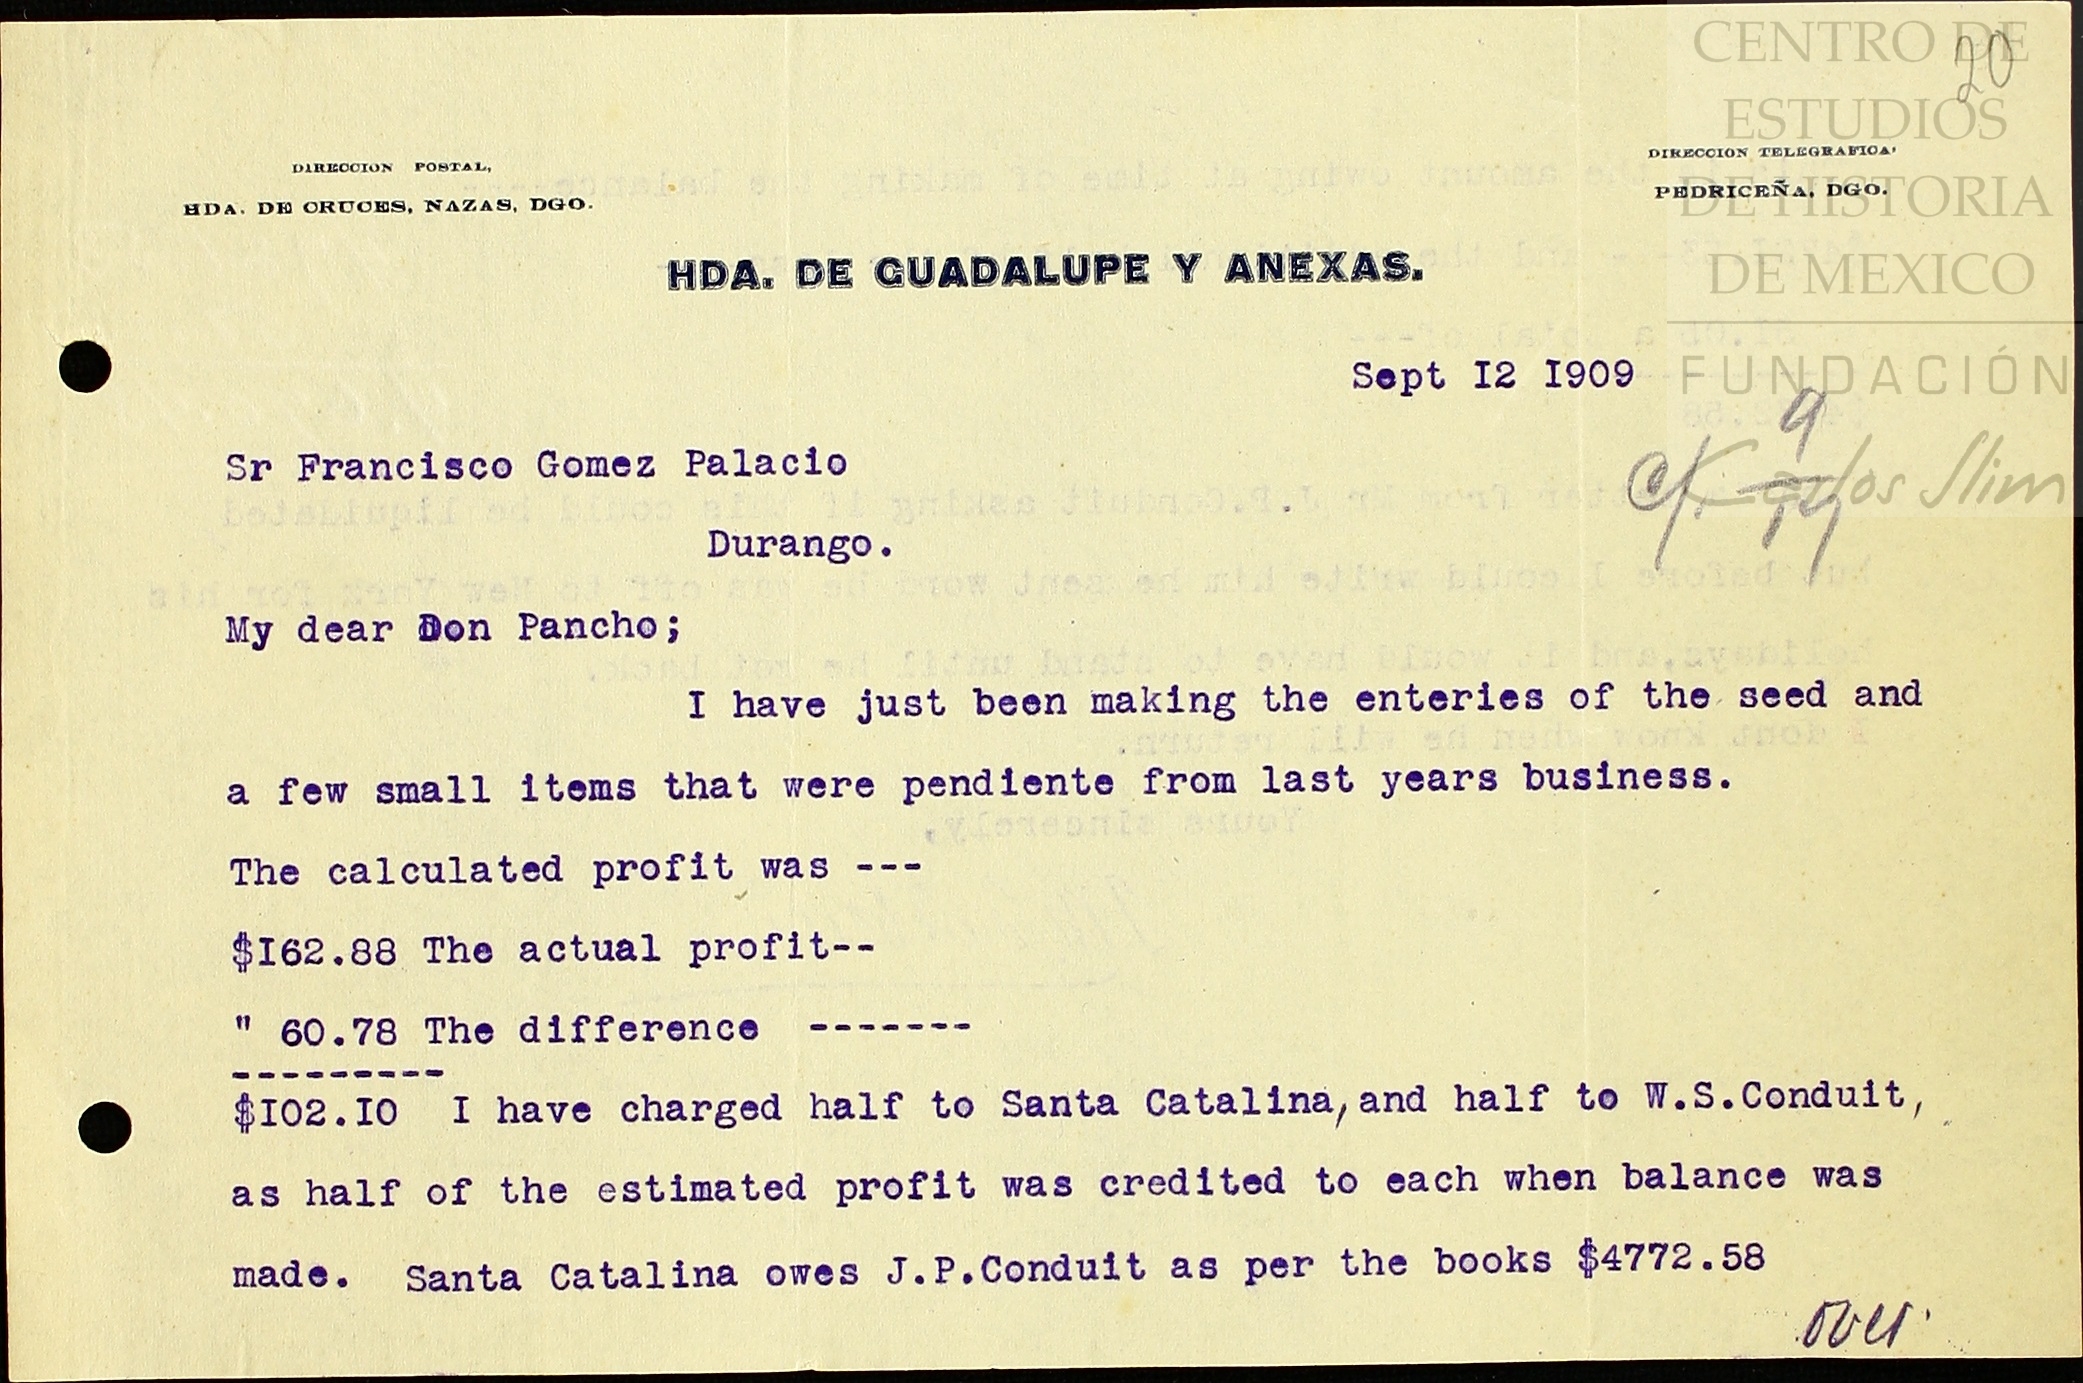 CENTRO DE
ESTUDIOS
DE HISTORIA
DE MEXICO
FUNDACIÓN
Carlos Slim
20
DIRECCION POSTAL,
HDA. DE CRUCES, NAZAS, DGO.
DIRECCION TELEGRAFICA,
PEDRICEÑA, DGO.
HDA. DE GUADALUPE Y ANEXAS.
Sept I2 I909
Sr Francisco Gomez Palacio
Durango.
My dear Don Pancho;
I have just been making the enteries of the seed and
a few small items that were pendiente from last years business.
The calculated profit was ---
$I62.88 The actual profit--
" 60.78 The difference -------
---------
$I02.I0 I have charged half to Santa Catalina,and half to W.S.Conduit,
as half of the estimated profit was credited to each when balance was
made. Santa Catalina owes J.P.Conduit as per the books $4772.58
over.